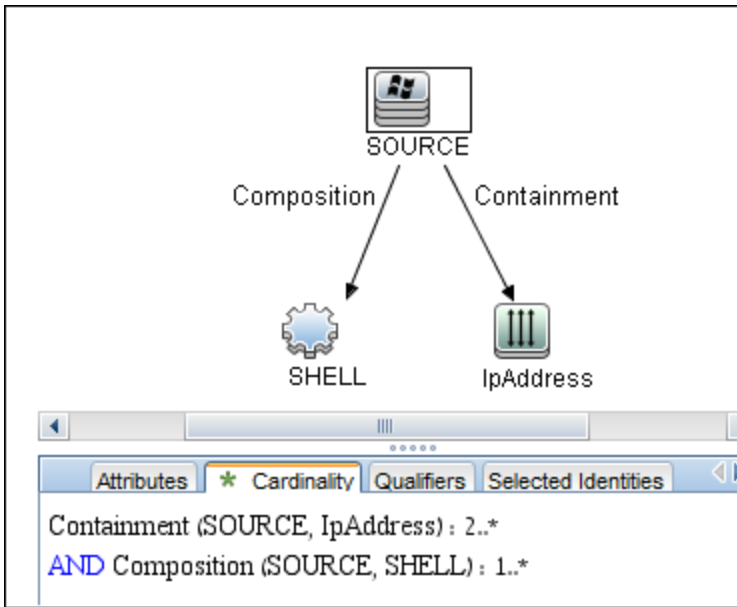 SOURCE
Composition
Containment
SHELL
IpAddress
Attributes * Cardinality Qualifiers Selected Identities
Containment (SOURCE, IpAddress) : 2..*
AND Composition (SOURCE, SHELL) : 1..*